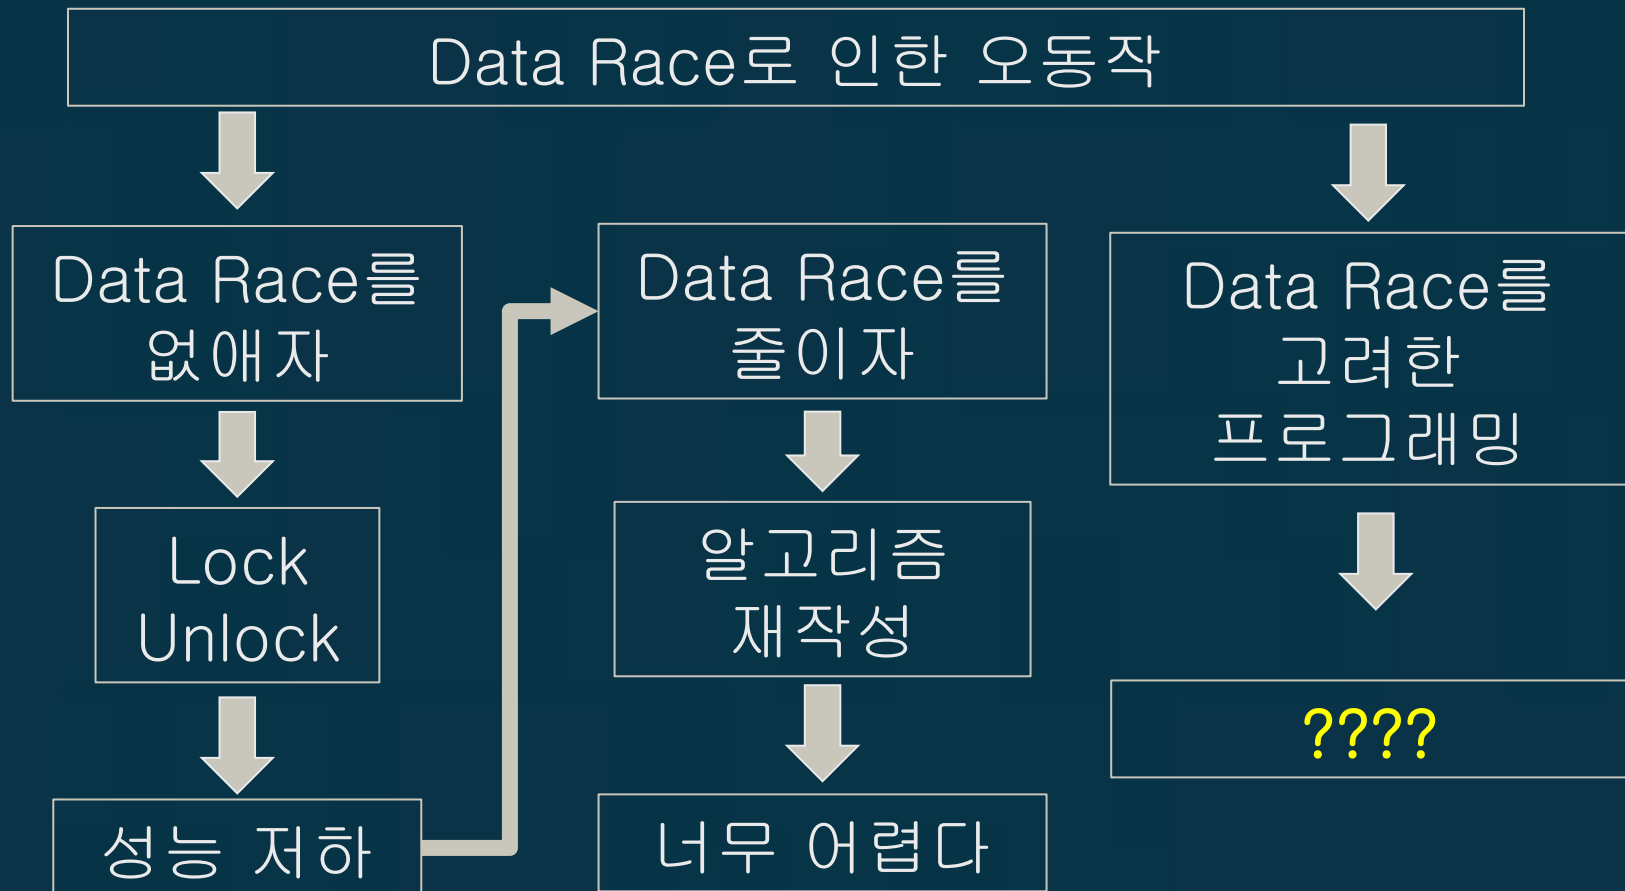 Data Race로 인한 오동작
Data Race를
없애자
Lock
Unlock
성능 저하
Data Race를
줄이자
알고리즘
재작성
너무 어렵다
Data Race를
고려한
프로그래밍
????